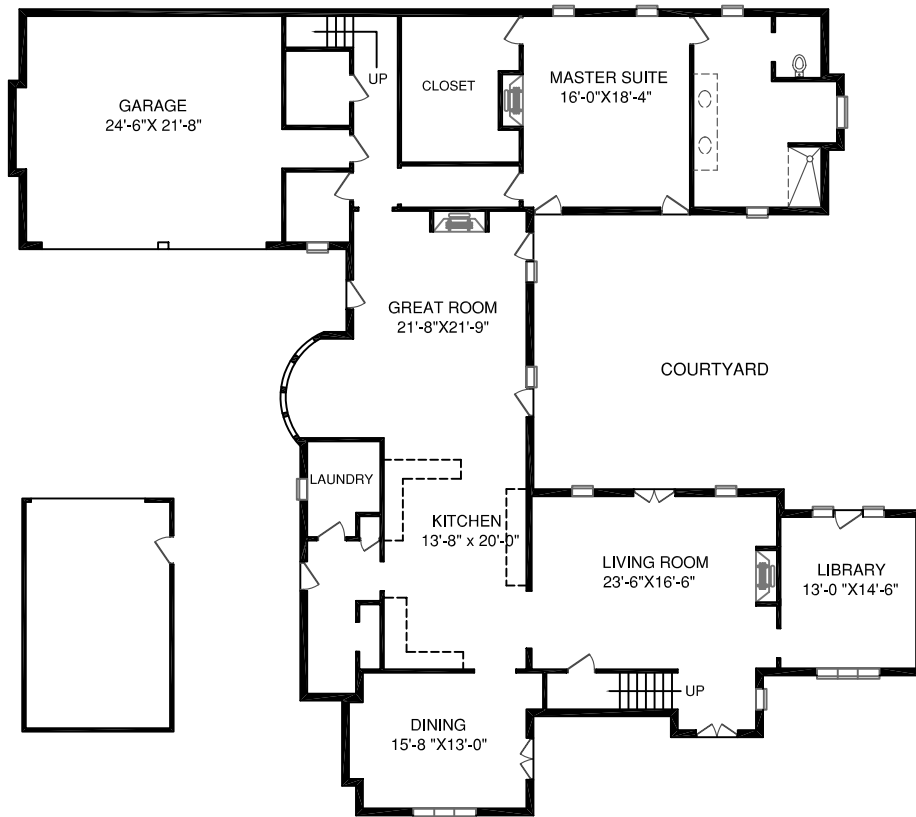 UP
CLOSET
MASTER SUITE
16'-0"X18'-4"
GARAGE
24'-6"X 21'-8"
GREAT ROOM
21'-8"X21'-9"
COURTYARD
LAUNDRY
KITCHEN
13'-8" x 20'-0"
LIVING ROOM
23'-6"X16'-6"
LIBRARY
13'-0 "X14'-6"
UP
DINING
15'-8 "X13'-0"